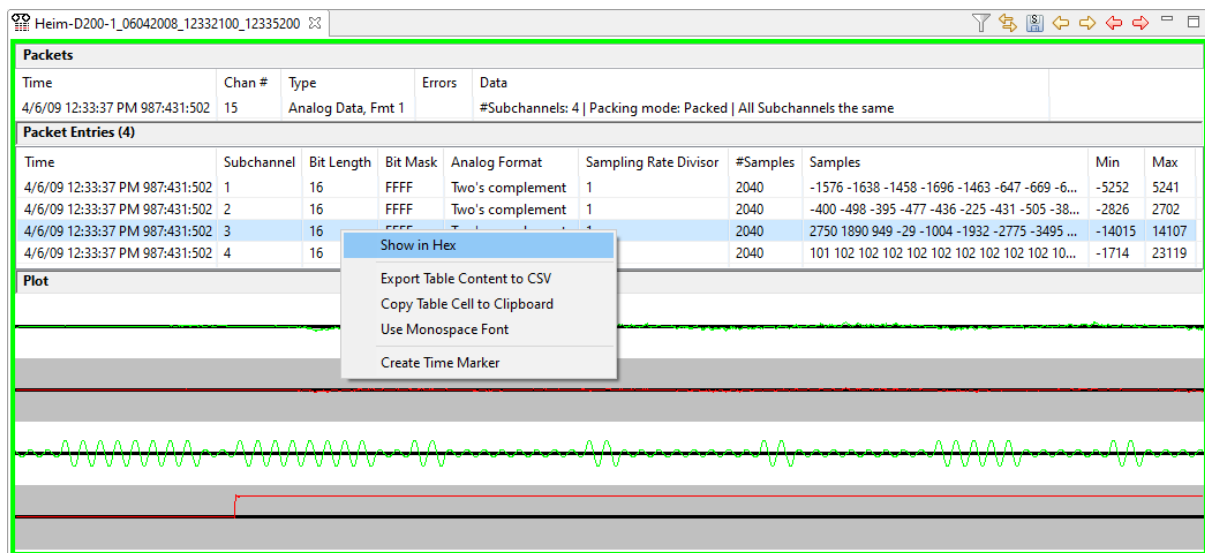 Heim-D200-1_06042008_12332100_12335200
Packets
Time Chan # Type Errors Data
4/6/09 12:33:37 PM 987:431:502 15 Analog Data, Fmt 1 #Subchannels: 4 | Packing mode: Packed | All Subchannels the same
Packet Entries (4)
Time Subchannel Bit Length Bit Mask Analog Format Sampling Rate Divisor #Samples Samples Min Max
4/6/09 12:33:37 PM 987:431:502 1 16 FFFF Two's complement 1 2040 -1576 -1638 -1458 -1696 -1463 -647 -669 -6... -5252 5241
4/6/09 12:33:37 PM 987:431:502 2 16 FFFF Two's complement 1 2040 -400 -498 -395 -477 -436 -225 -431 -505 -38... -2826 2702
4/6/09 12:33:37 PM 987:431:502 3 16 2040 2750 1890 949 -29 -1004 -1932 -2775 -3495 ... -14015 14107
4/6/09 12:33:37 PM 987:431:502 4 16 2040 101 102 102 102 102 102 102 102 102 10... -1714 23119
Show in Hex
Export Table Content to CSV
Copy Table Cell to Clipboard
Use Monospace Font
Create Time Marker
Plot